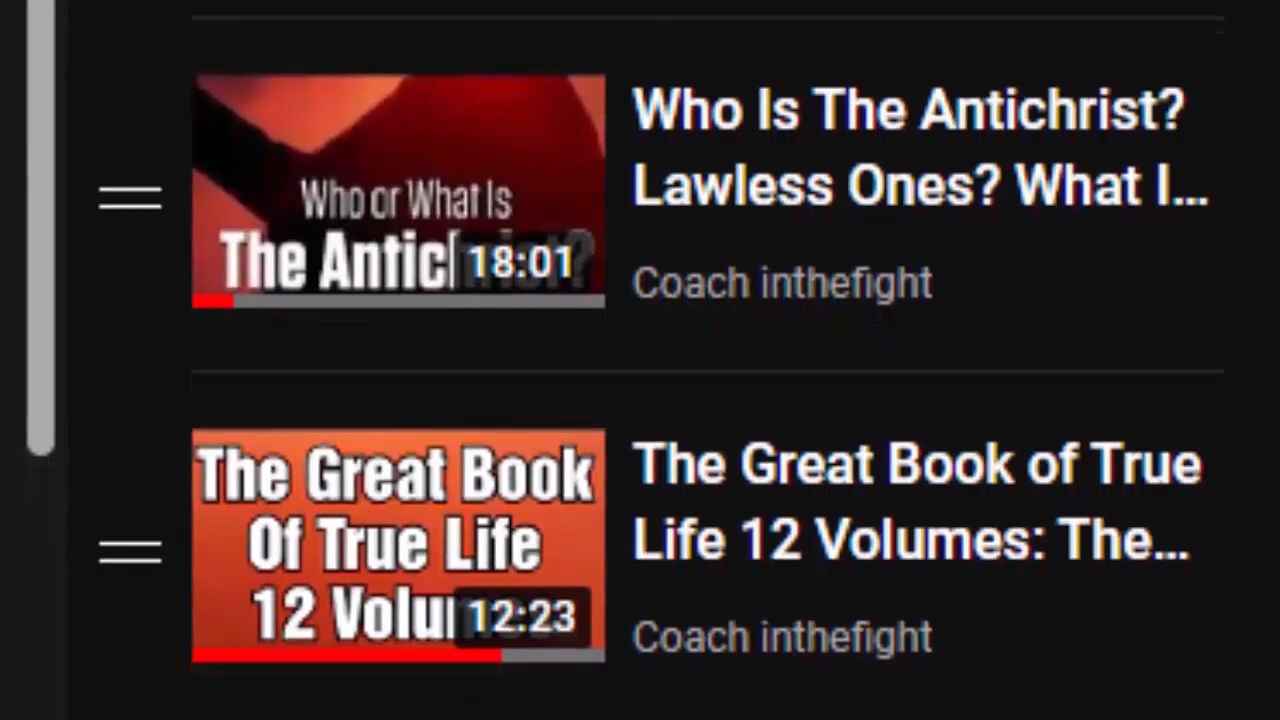 Who or What Is
The Antic
18:01
Who Is The Antichrist?
Lawless Ones? What I...
Coach inthefight
The Great Book
Of True Life
12 Volu
12:23
The Great Book of True
Life 12 Volumes: The...
Coach inthefight